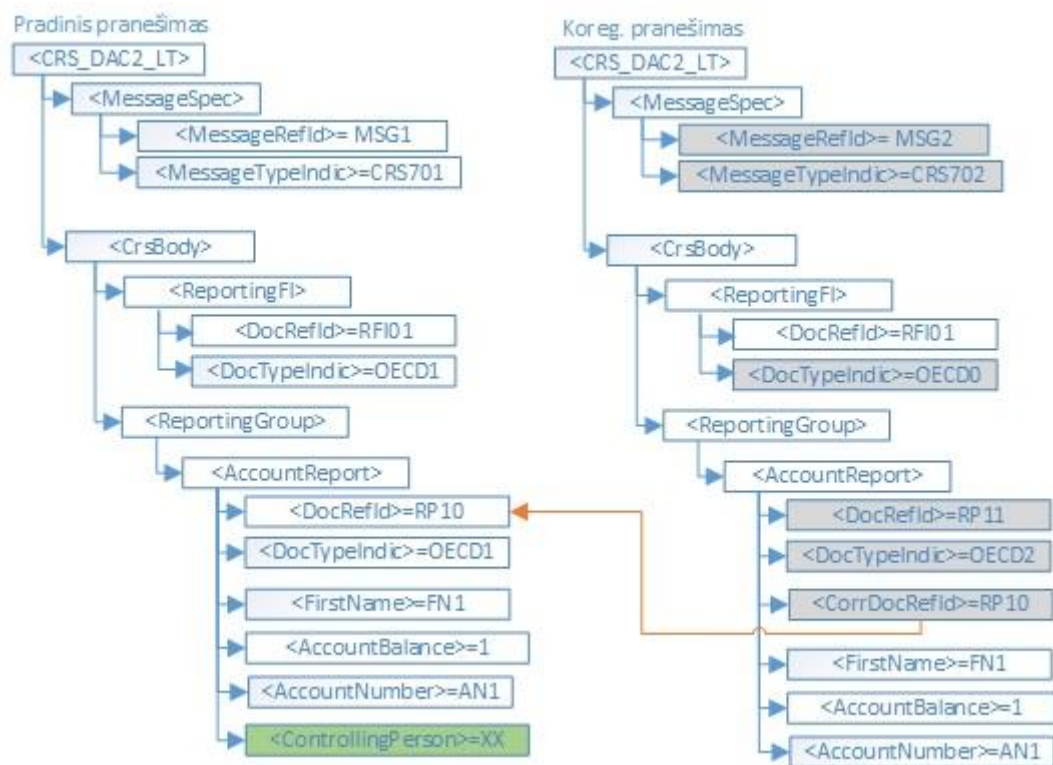 Pradinis pranešimas
<CRS_DAC2_LT>
<MessageSpec>
<MessageRefId>= MSG1
<MessageTypeIndic>=CRS701
<CrsBody>
<ReportingFI>
<DocRefId>=RFI01
<DocTypeIndic>=OECD1
<ReportingGroup>
<AccountReport>
<DocRefId>=RP10
<DocTypeIndic>=OECD1
<FirstName>=FN1
<AccountBalance>=1
<AccountNumber>=AN1
<ControllingPerson>=XX
Koreg. pranešimas
<CRS_DAC2_LT>
<MessageSpec>
<MessageRefId>= MSG2
<MessageTypeIndic>=CRS702
<CrsBody>
<ReportingFI>
<DocRefId>=RFI01
<DocTypeIndic>=OECD0
<ReportingGroup>
<AccountReport>
<DocRefId>=RP11
<DocTypeIndic>=OECD2
<CorrDocRefId>=RP10
<FirstName>=FN1
<AccountBalance>=1
<AccountNumber>=AN1